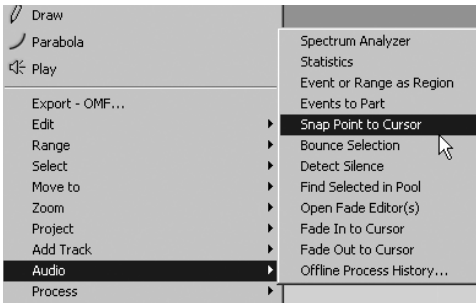 Draw
Parabola
Play
Export - OMF...
Edit
Range
Select
Move to
Zoom
Project
Add Track
Audio
Process
Spectrum Analyzer
Statistics
Event or Range as Region
Events to Part
Snap Point to Cursor
Bounce Selection
Detect Silence
Find Selected in Pool
Open Fade Editor(s)
Fade In to Cursor
Fade Out to Cursor
Offline Process History...